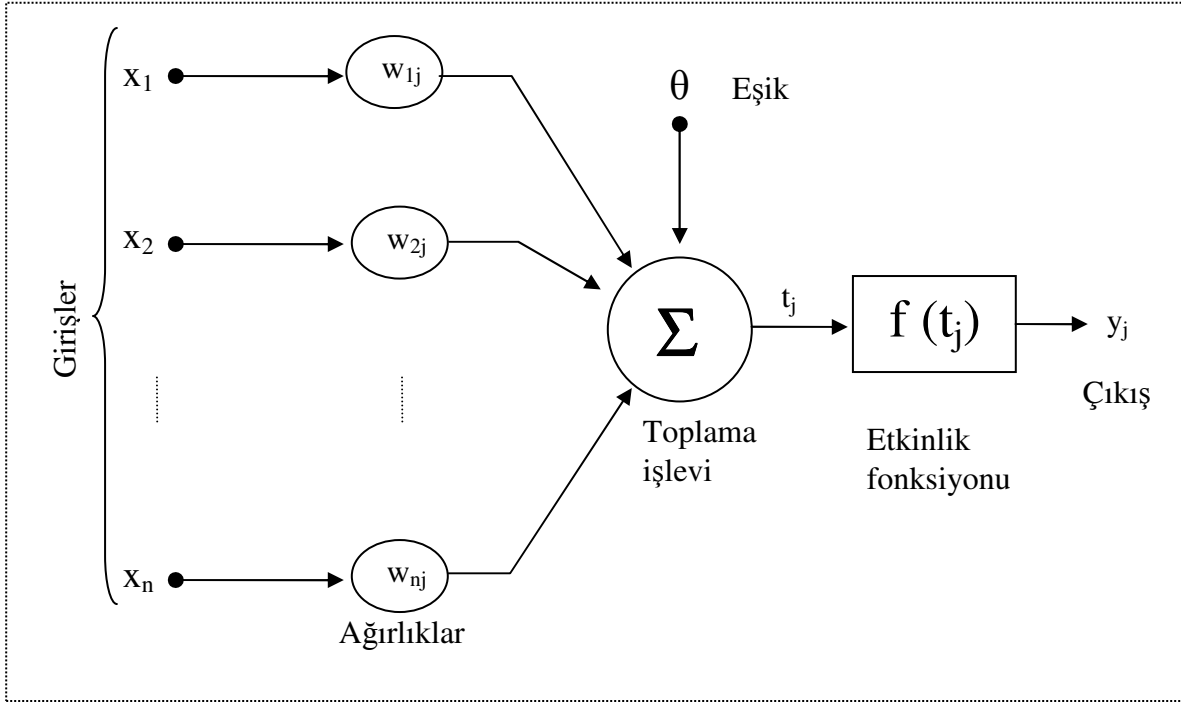 x1
w1j
θ
Eşik
x2
w2j
Girişler
Σ
tj
f (tj)
yj
Çıkış
Toplama
işlevi
Etkinlik
fonksiyonu
xn
wnj
Ağırlıklar